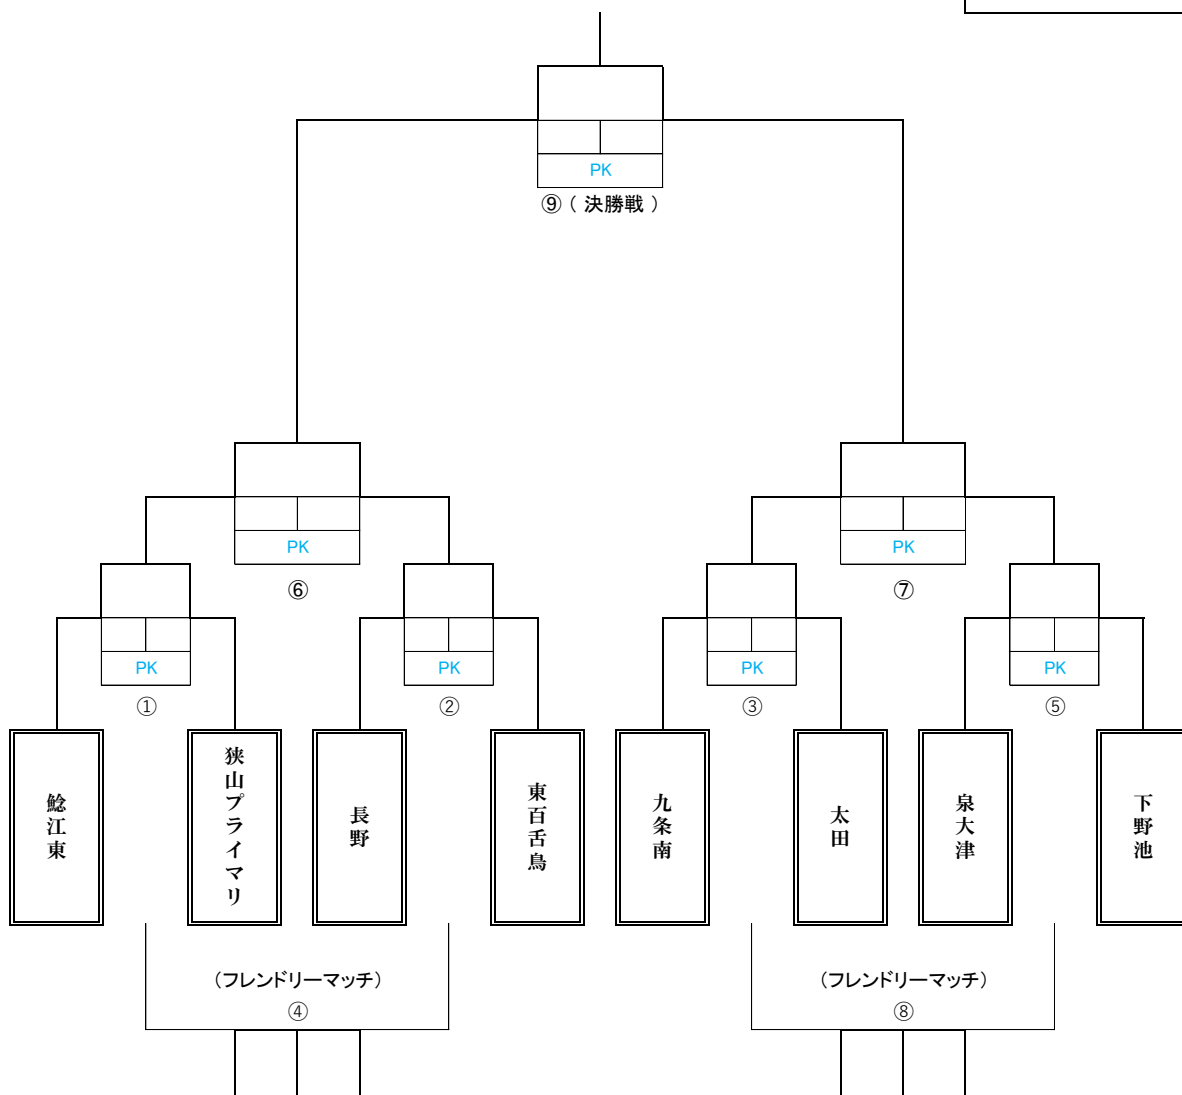 PK
⑨ ( 決勝戦 )
PK
PK
⑥
⑦
PK
PK
PK
PK
①
②
③
⑤
鯰江東
狭山プライマリ
長野
東百舌鳥
九条南
太田
泉大津
下野池
(フレンドリーマッチ)
(フレンドリーマッチ)
④
⑧